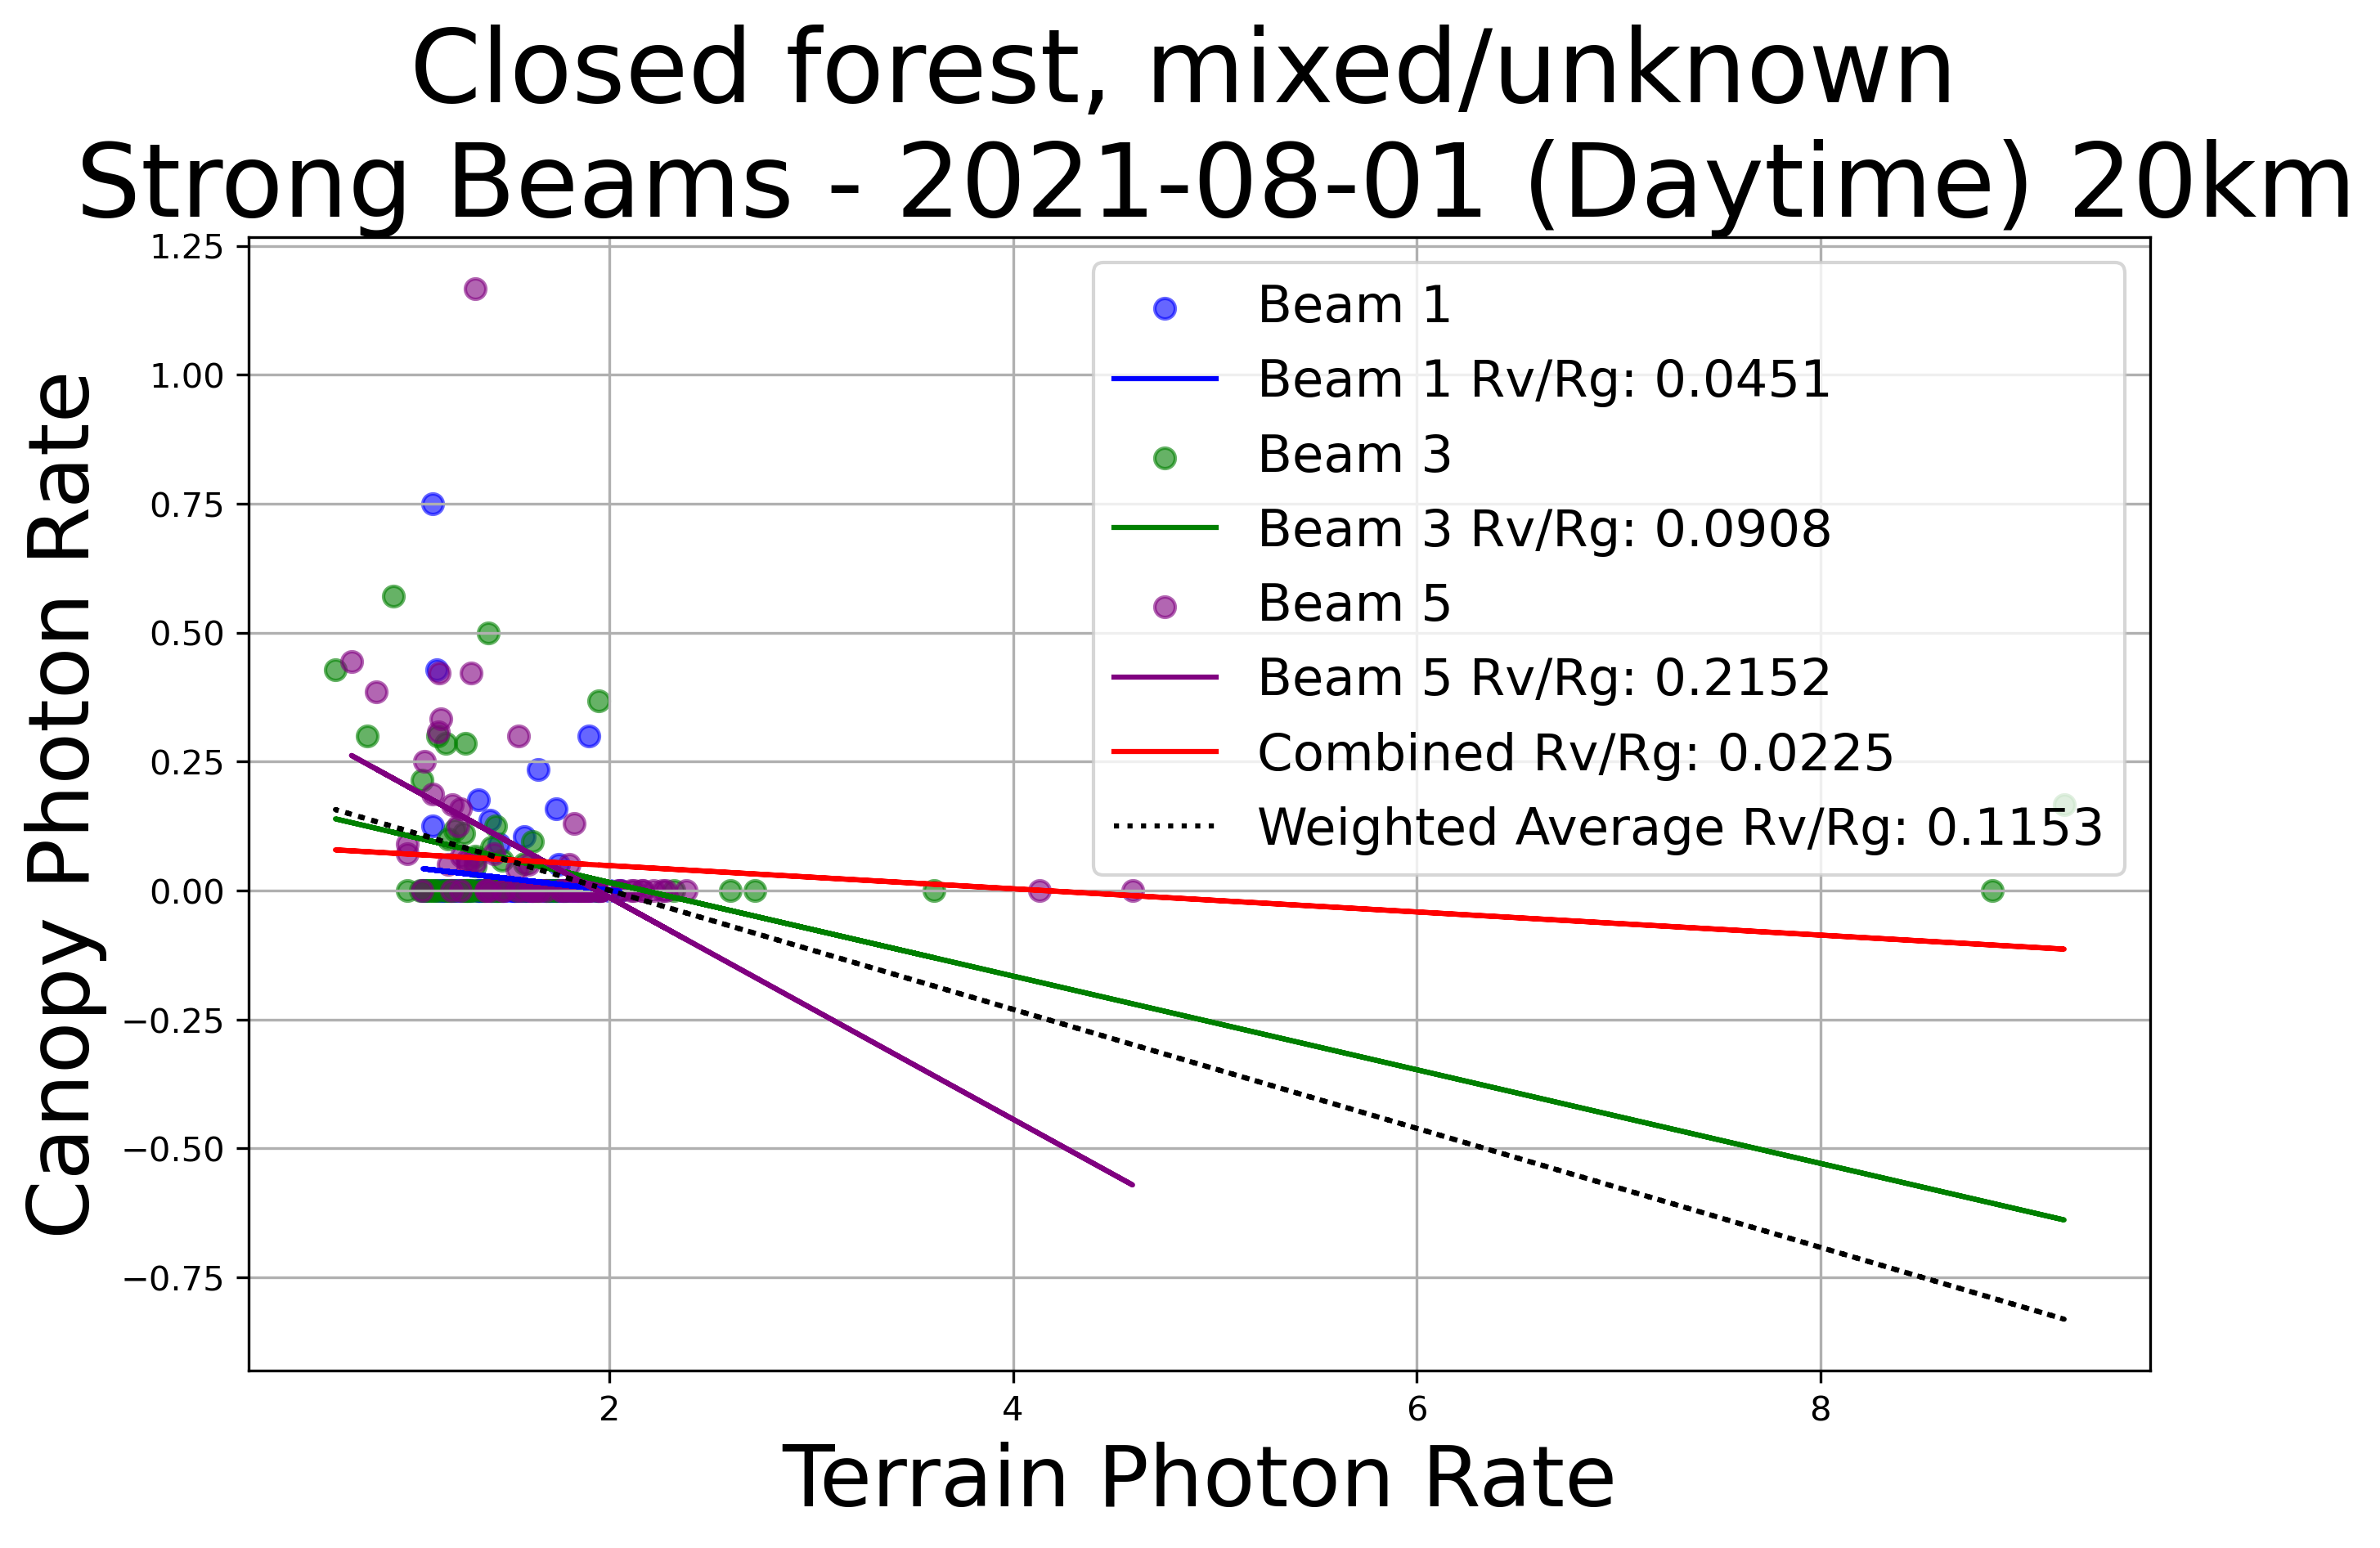 Closed forest, mixed/unknown
Strong Beams - 2021-08-01 (Daytime) 20km
Canopy Photon Rate
1.25
1.00
0.75
0.50
0.25
0.00
−0.25
−0.50
−0.75
Beam 1
Beam 1 Rv/Rg: 0.0451
Beam 3
Beam 3 Rv/Rg: 0.0908
Beam 5
Beam 5 Rv/Rg: 0.2152
Combined Rv/Rg: 0.0225
Weighted Average Rv/Rg: 0.1153
2 4 6 8
Terrain Photon Rate